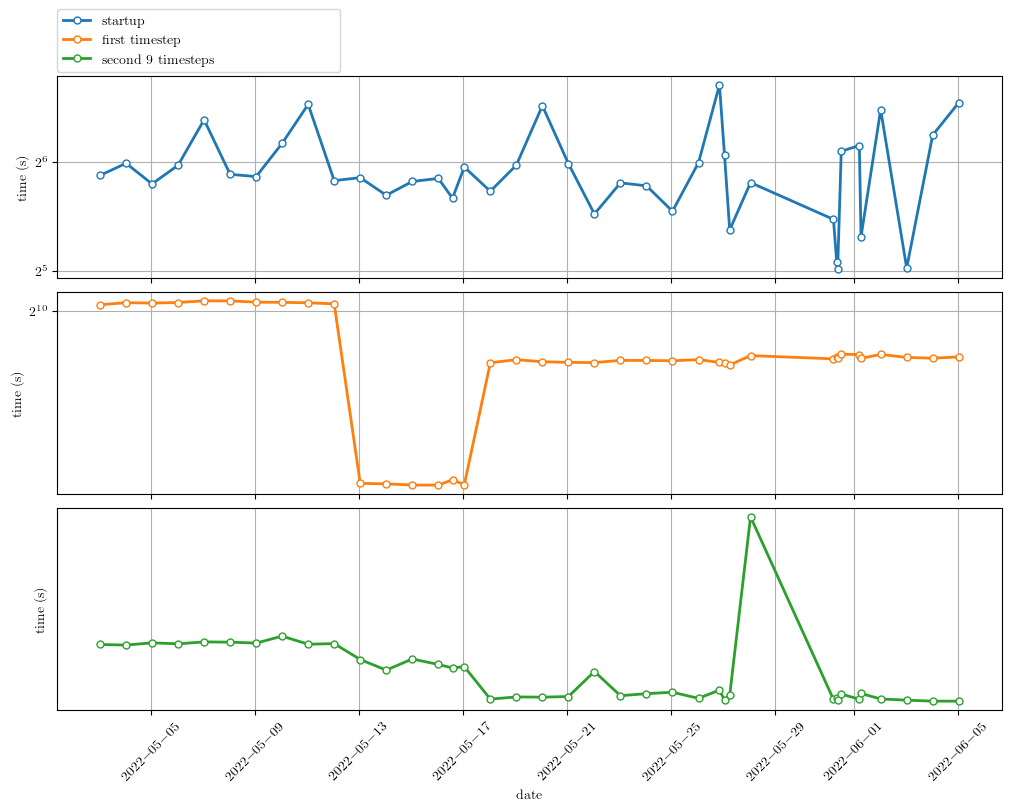 startup
first timestep
second 9 timesteps
2^6
time (s)
2^5
2^10
time (s)
time (s)
2022−05−05
2022−05−09
2022−05−13
2022−05−17
2022−05−21
2022−05−25
2022−05−29
2022−06−01
2022−06−05
date